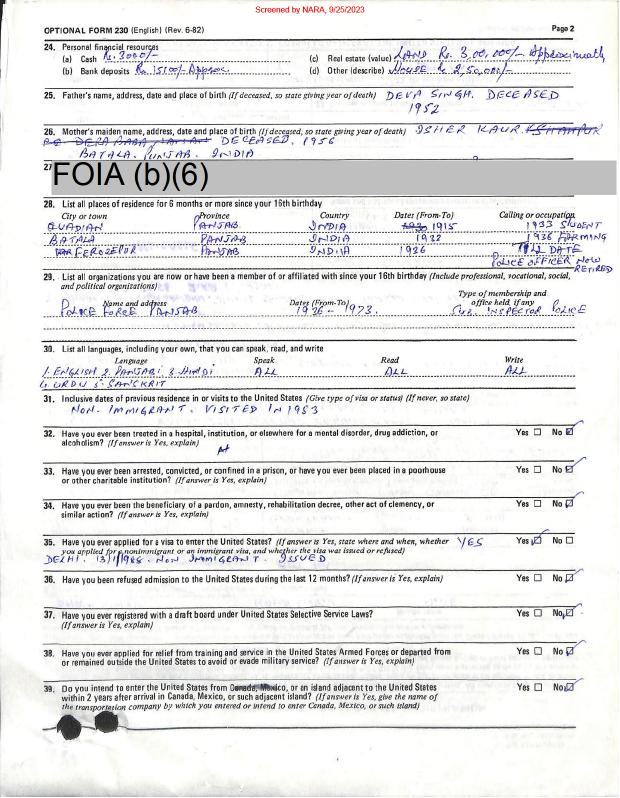 Screened by NARA, 9/25/2023
OPTIONAL FORM 230 (English) (Rev. 6-82) Page 2
24. Personal financial resources
(a) Cash Rs. 3000/- (c) Real estate (value) LAND Rs. 3,00,000/- Approximately
(b) Bank deposits Rs 15100/- Approx. (d) Other (describe) House Rs 2,50,000/-
25. Father's name, address, date and place of birth (If deceased, so state giving year of death) DEVA SINGH. DECEASED
1952
26. Mother's maiden name, address, date and place of birth (If deceased, so state giving year of death) ISHER KAUR
DECEASED. 1956
BATALA. PUNJAB. INDIA
27
FOIA (b)(6)
28. List all places of residence for 6 months or more since your 16th birthday
City or town Province Country Dates (From-To) Calling or occupation
QUADIAN PANJAB INDIA 1915 1933 STUDENT
BATALA PANJAB INDIA 1932 1936 FARMING
FEROZEPUR PANJAB INDIA 1936 TILL DATE
POLICE OFFICER NOW
RETIRED
29. List all organizations you are now or have been a member of or affiliated with since your 16th birthday (Include professional, vocational, social,
and political organizations)
Name and address Dates (From-To) Type of membership and
office held, if any
POLICE FORCE PANJAB 1936 - 1973. SUB. INSPECTOR POLICE
30. List all languages, including your own, that you can speak, read, and write
Language Speak Read Write
1. ENGLISH 2. PANJABI 3. HINDI ALL ALL ALL
4. URDU 5. SANSKRIT
31. Inclusive dates of previous residence in or visits to the United States (Give type of visa or status) (If never, so state)
NON-IMMIGRANT. VISITED IN 1983
32. Have you ever been treated in a hospital, institution, or elsewhere for a mental disorder, drug addiction, or Yes No
alcoholism? (If answer is Yes, explain)
33. Have you ever been arrested, convicted, or confined in a prison, or have you ever been placed in a poorhouse Yes No
or other charitable institution? (If answer is Yes, explain)
34. Have you ever been the beneficiary of a pardon, amnesty, rehabilitation decree, other act of clemency, or Yes No
similar action? (If answer is Yes, explain)
35. Have you ever applied for a visa to enter the United States? (If answer is Yes, state where and when, whether YES Yes No
you applied for a nonimmigrant or an immigrant visa, and whether the visa was issued or refused)
DELHI. NON IMMIGRANT. ISSUED
36. Have you been refused admission to the United States during the last 12 months? (If answer is Yes, explain) Yes No
37. Have you ever registered with a draft board under United States Selective Service Laws? Yes No
(If answer is Yes, explain)
38. Have you ever applied for relief from training and service in the United States Armed Forces or departed from Yes No
or remained outside the United States to avoid or evade military service? (If answer is Yes, explain)
39. Do you intend to enter the United States from Canada, Mexico, or an island adjacent to the United States Yes No
within 2 years after arrival in Canada, Mexico, or such adjacent island? (If answer is Yes, give the name of
the transportation company by which you entered or intend to enter Canada, Mexico, or such island)